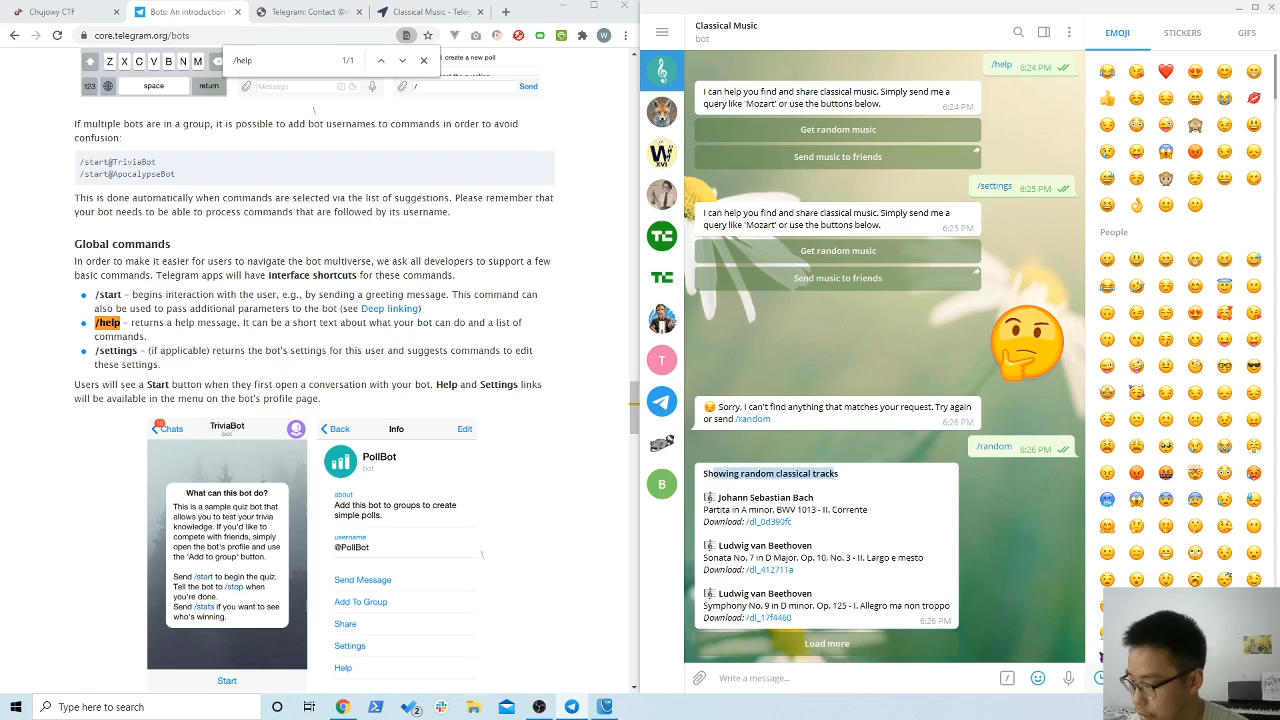 Chujowy CTF
Bots: An introduction
Telegram: Contact @
Classical Music - Teleg
core.telegram.org/bots
/help
1/1
Z X C V B N M
create a new poll
123
space
return
Message
/
Send
If multiple bots are in a group, it is possible to add bot usernames to commands in order to avoid
confusion:
/start@TriviaBot
/start@ApocalypseBot
This is done automatically when commands are selected via the list of suggestions. Please remember that
your bot needs to be able to process commands that are followed by its username.
Global commands
In order to make it easier for users to navigate the bot multiverse, we ask all developers to support a few
basic commands. Telegram apps will have interface shortcuts for these commands.
/start – begins interaction with the user, e.g., by sending a greeting message. This command can
also be used to pass additional parameters to the bot (see Deep linking)
/help – returns a help message. It can be a short text about what your bot can do and a list of
commands.
/settings – (if applicable) returns the bot's settings for this user and suggests commands to edit
these settings.
Users will see a Start button when they first open a conversation with your bot. Help and Settings links
will be available in the menu on the bot's profile page.
10
Chats
TriviaBot
bot
What can this bot do?
This is a sample quiz bot that
allows you to test your trivia
knowledge. If you'd like to
compete with friends, simply
open the bot's profile and use
the 'Add to group' button.
Send /start to begin the quiz.
Tell the bot to /stop when
you're done.
Send /stats if you want to see
who's winning.
Start
Back
Info
Edit
PollBot
bot
about
Add this bot to groups to create
simple polls.
username
@PollBot
Send Message
Add To Group
Share
Settings
Help
W
XVI
TC
TC
T
B
Classical Music
bot
/help 6:24 PM
I can help you find and share classical music. Simply send me a
query like 'Mozart' or use the buttons below.
6:24 PM
Get random music
Send music to friends
/settings 6:25 PM
I can help you find and share classical music. Simply send me a
query like 'Mozart' or use the buttons below.
6:25 PM
Get random music
Send music to friends
Sorry, I can't find anything that matches your request. Try again
or send /random
6:26 PM
/random 6:26 PM
Showing random classical tracks
Johann Sebastian Bach
Partita in A minor, BWV 1013 - II. Corrente
Download: /dl_0d390fc
Ludwig van Beethoven
Sonata No. 7 in D Major, Op. 10, No. 3 - II. Largo e mesto
Download: /dl_412711a
Ludwig van Beethoven
Symphony No. 9 in D minor, Op. 125 - I. Allegro ma non troppo
Download: /dl_17f4460
6:26 PM
Load more
Write a message...
EMOJI
STICKERS
GIFS
People
Type here to search